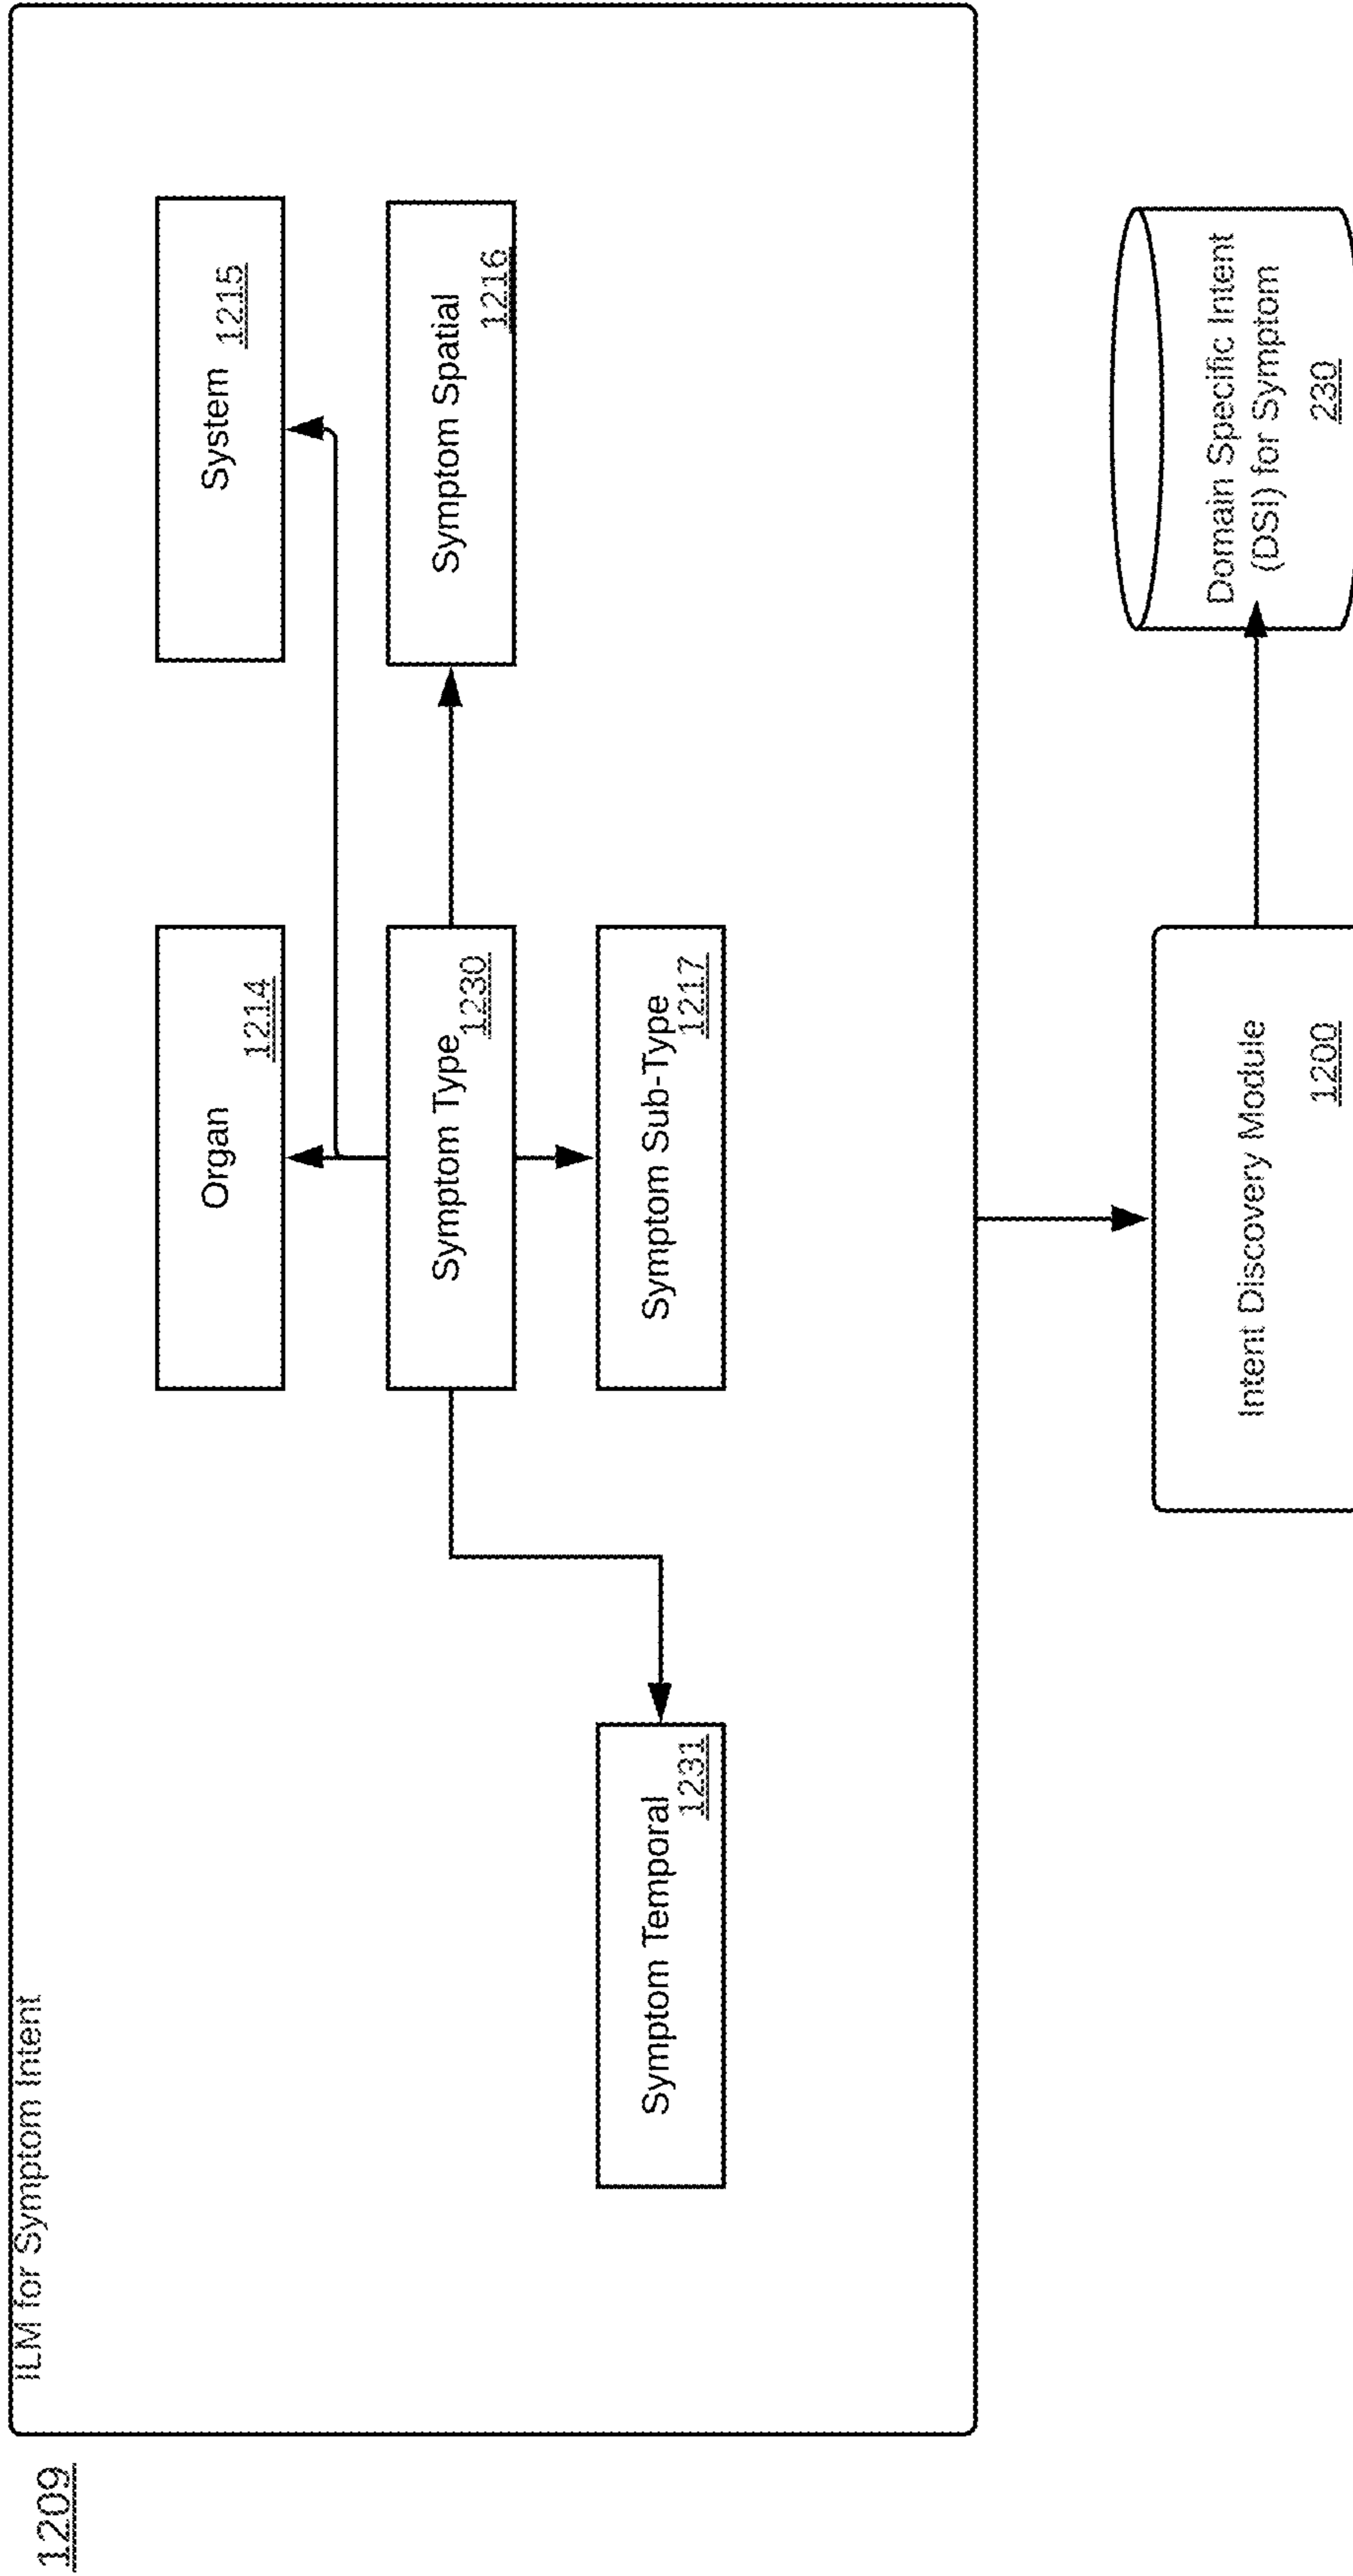 1209
ILM for Symptom Intent
Organ
1214
System
1215
Symptom Type
1230
Symptom Spatial
1216
Symptom Temporal
1231
Symptom Sub-Type
1217
Intent Discovery Module
1200
Domain Specific Intent
(DSI) for Symptom
230